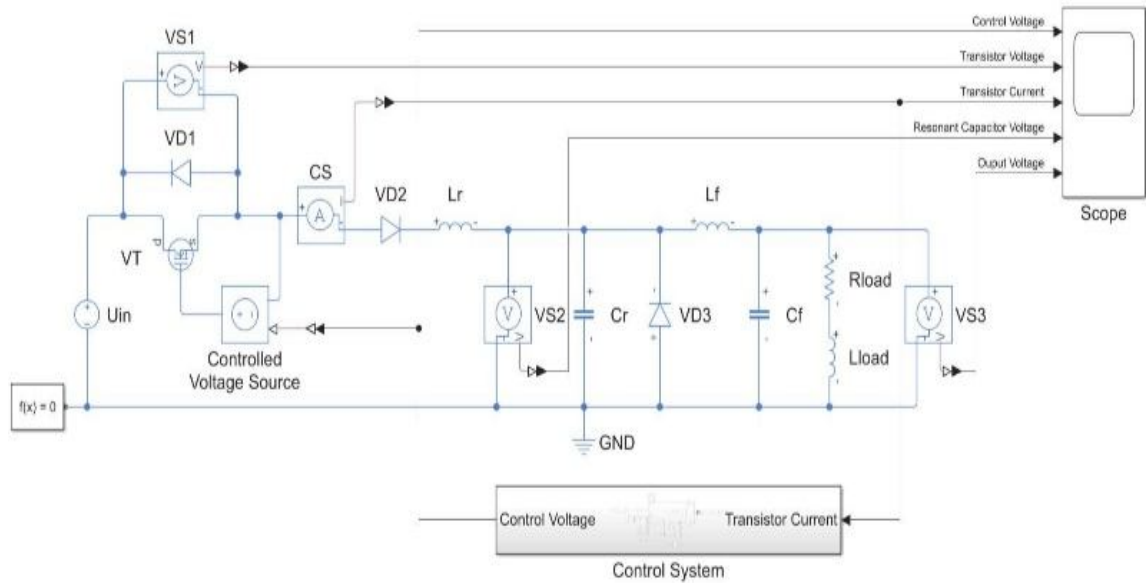 Control Voltage
VS1
Transistor Voltage
Transistor Current
Resonant Capacitor Voltage
Ouput Voltage
Scope
VD1
CS
VD2
Lr
Lf
VT
Uin
Controlled
Voltage Source
VS2
Cr
VD3
Cf
Rload
Lload
VS3
f(x) = 0
GND
Control Voltage
Transistor Current
Control System